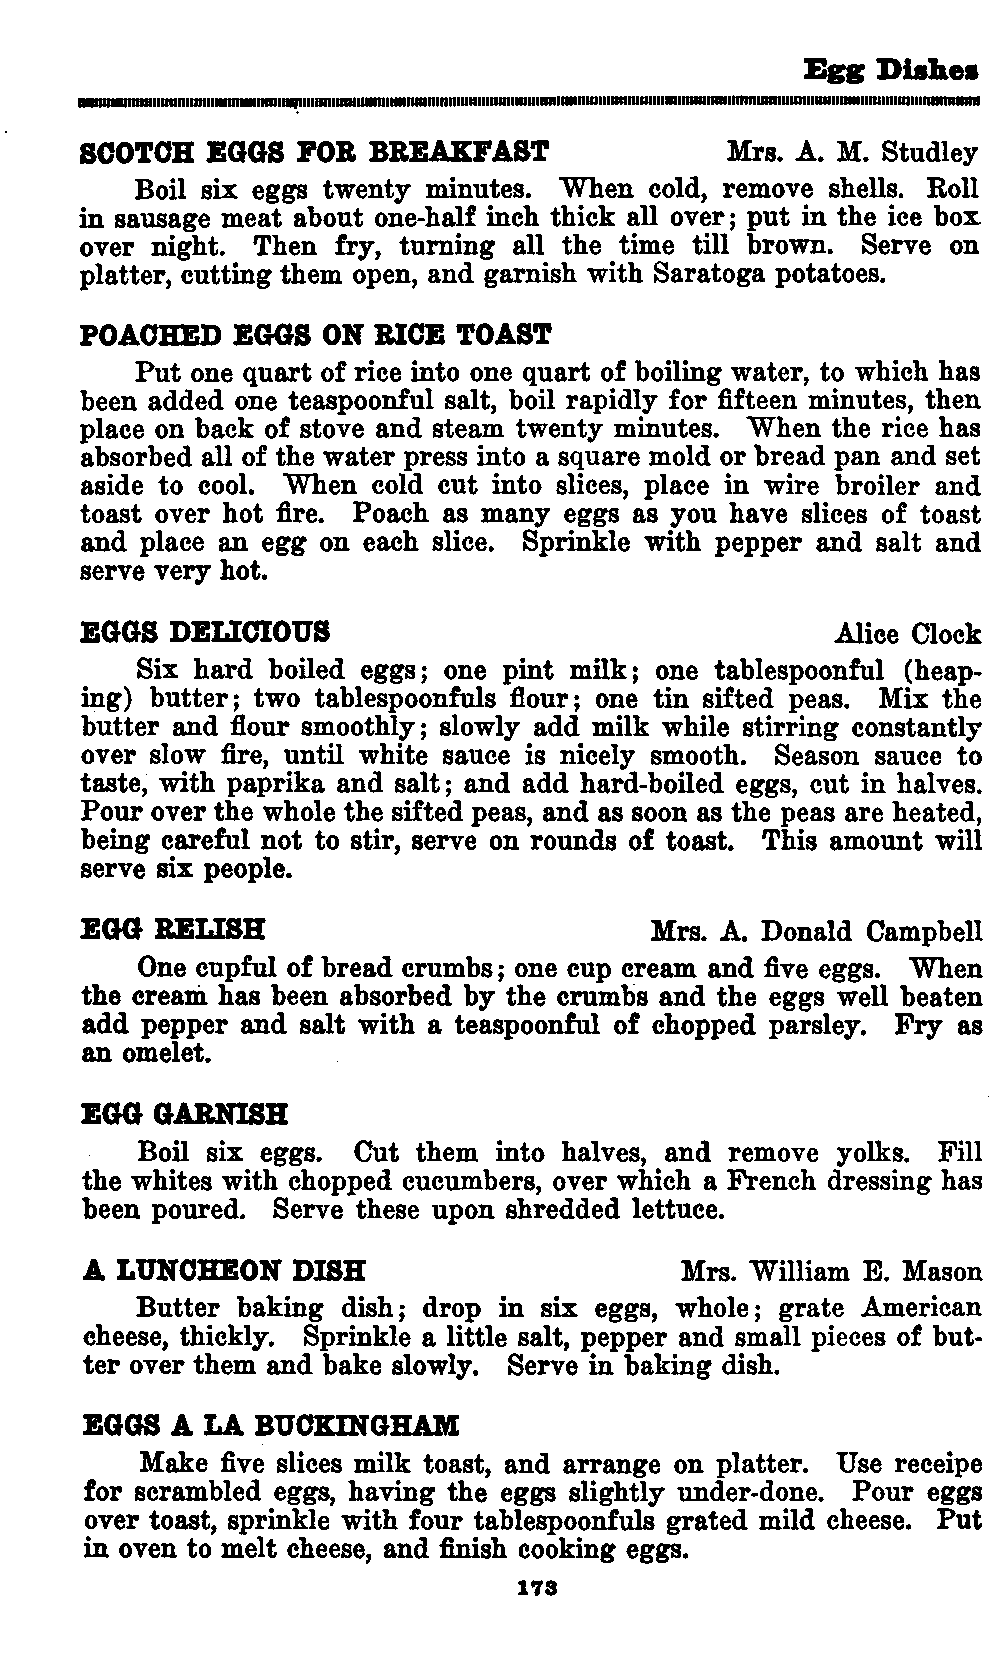 Egg Dishes
SCOTCH EGGS FOR BREAKFAST Mrs. A. M. Studley
Boil six eggs twenty minutes. When cold, remove shells. Roll
in sausage meat about one-half inch thick all over; put in the ice box
over night. Then fry, turning all the time till brown. Serve on
platter, cutting them open, and garnish with Saratoga potatoes.
POACHED EGGS ON RICE TOAST
Put one quart of rice into one quart of boiling water, to which has
been added one teaspoonful salt, boil rapidly for fifteen minutes, then
place on back of stove and steam twenty minutes. When the rice has
absorbed all of the water press into a square mold or bread pan and set
aside to cool. When cold cut into slices, place in wire broiler and
toast over hot fire. Poach as many eggs as you have slices of toast
and place an egg on each slice. Sprinkle with pepper and salt and
serve very hot.
EGGS DELICIOUS Alice Clock
Six hard boiled eggs; one pint milk; one tablespoonful (heap-
ing) butter; two tablespoonfuls flour; one tin sifted peas. Mix the
butter and flour smoothly; slowly add milk while stirring constantly
over slow fire, until white sauce is nicely smooth. Season sauce to
taste, with paprika and salt; and add hard-boiled eggs, cut in halves.
Pour over the whole the sifted peas, and as soon as the peas are heated,
being careful not to stir, serve on rounds of toast. This amount will
serve six people.
EGG RELISH Mrs. A. Donald Campbell
One cupful of bread crumbs; one cup cream and five eggs. When
the cream has been absorbed by the crumbs and the eggs well beaten
add pepper and salt with a teaspoonful of chopped parsley. Fry as
an omelet.
EGG GARNISH
Boil six eggs. Cut them into halves, and remove yolks. Fill
the whites with chopped cucumbers, over which a French dressing has
been poured. Serve these upon shredded lettuce.
A LUNCHEON DISH Mrs. William E. Mason
Butter baking dish; drop in six eggs, whole; grate American
cheese, thickly. Sprinkle a little salt, pepper and small pieces of but-
ter over them and bake slowly. Serve in baking dish.
EGGS A LA BUCKINGHAM
Make five slices milk toast, and arrange on platter. Use receipe
for scrambled eggs, having the eggs slightly under-done. Pour eggs
over toast, sprinkle with four tablespoonfuls grated mild cheese. Put
in oven to melt cheese, and finish cooking eggs.
173